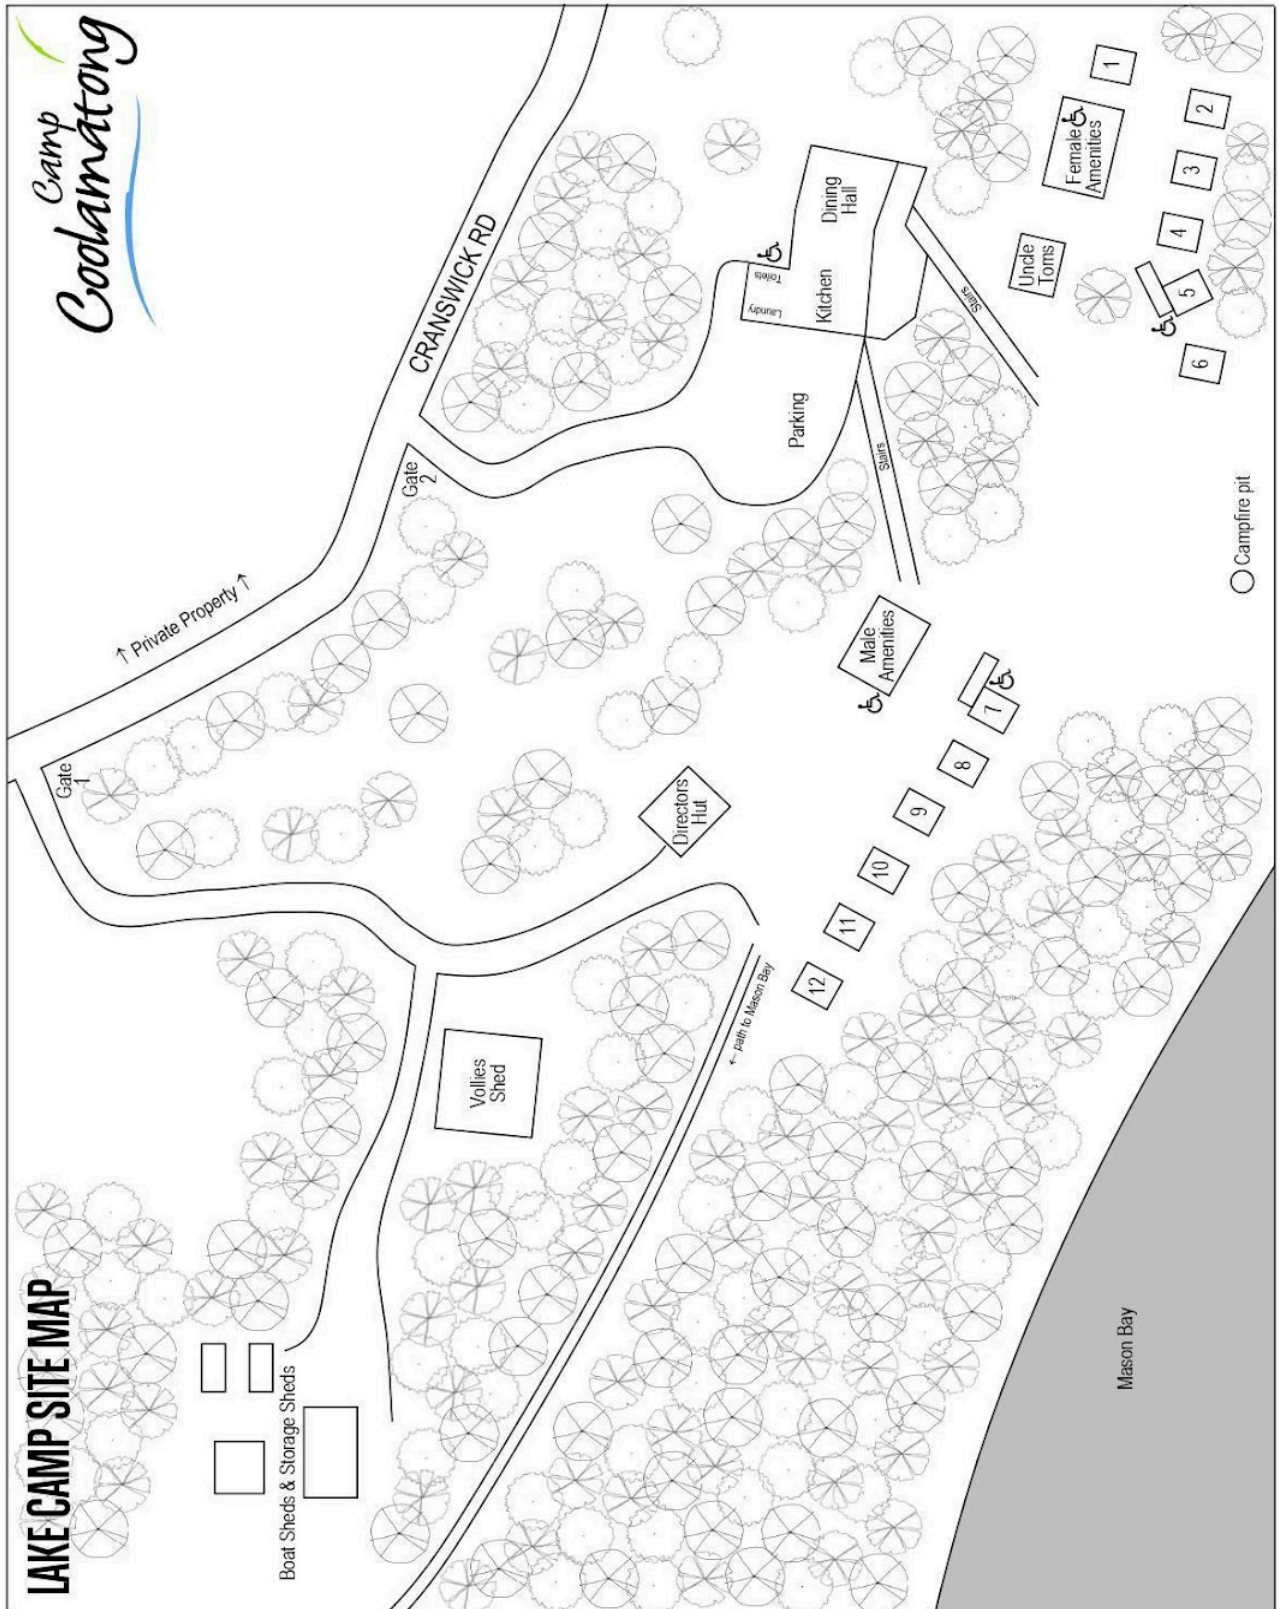 LAKE CAMP SITE MAP
Camp
Coolamatong
CRANSWICK RD
↑ Private Property ↑
Gate
1
Gate
2
Boat Sheds & Storage Sheds
Vollies
Shed
Directors
Hut
← path to Mason Bay
Parking
Laundry
Toilets
Kitchen
Dining
Hall
Stairs
Stairs
Male
Amenities
Uncle
Toms
Female
Amenities
1
2
3
4
5
6
7
8
9
10
11
12
Campfire pit
Mason Bay